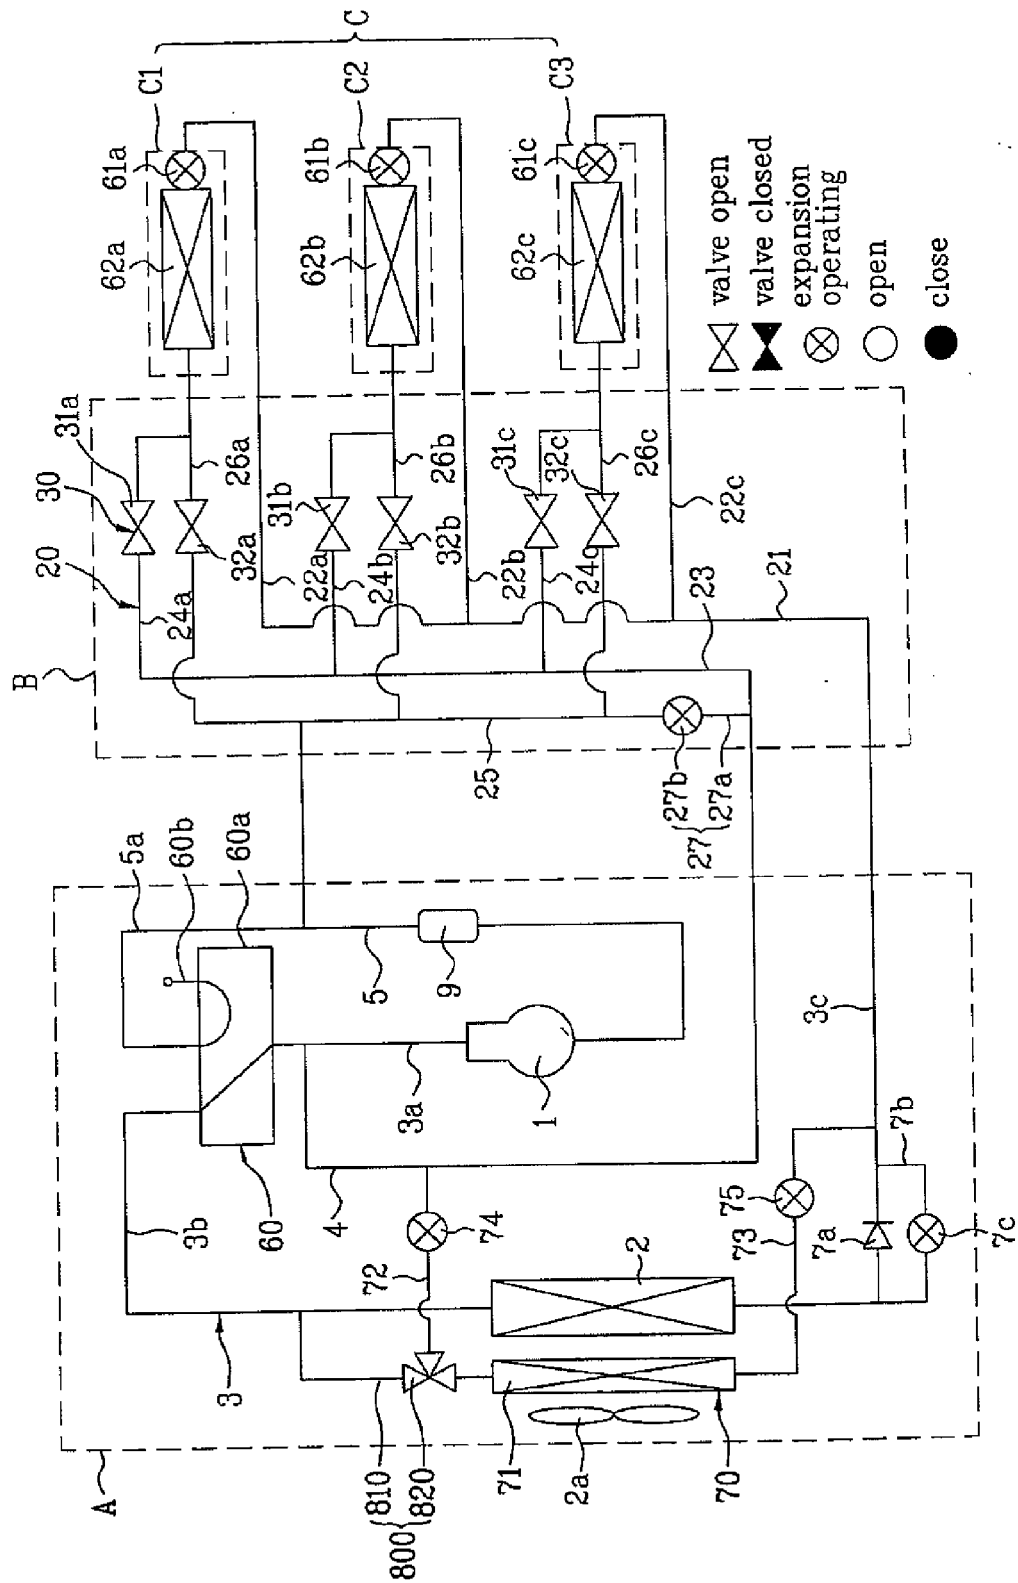 A
B
C
C1
C2
C3
61a
61b
61c
62a
62b
62c
20
30
31a
24a
32a
26a
22a
31b
24b
32b
26b
22b
31c
32c
24c
26c
22c
21
23
25
27
27b
27a
5a
60b
60a
60
5
9
3a
1
3b
3
4
74
72
2
71
70
2a
800
810
820
75
73
3c
7a
7b
7c
valve open
valve closed
expansion
operating
open
close